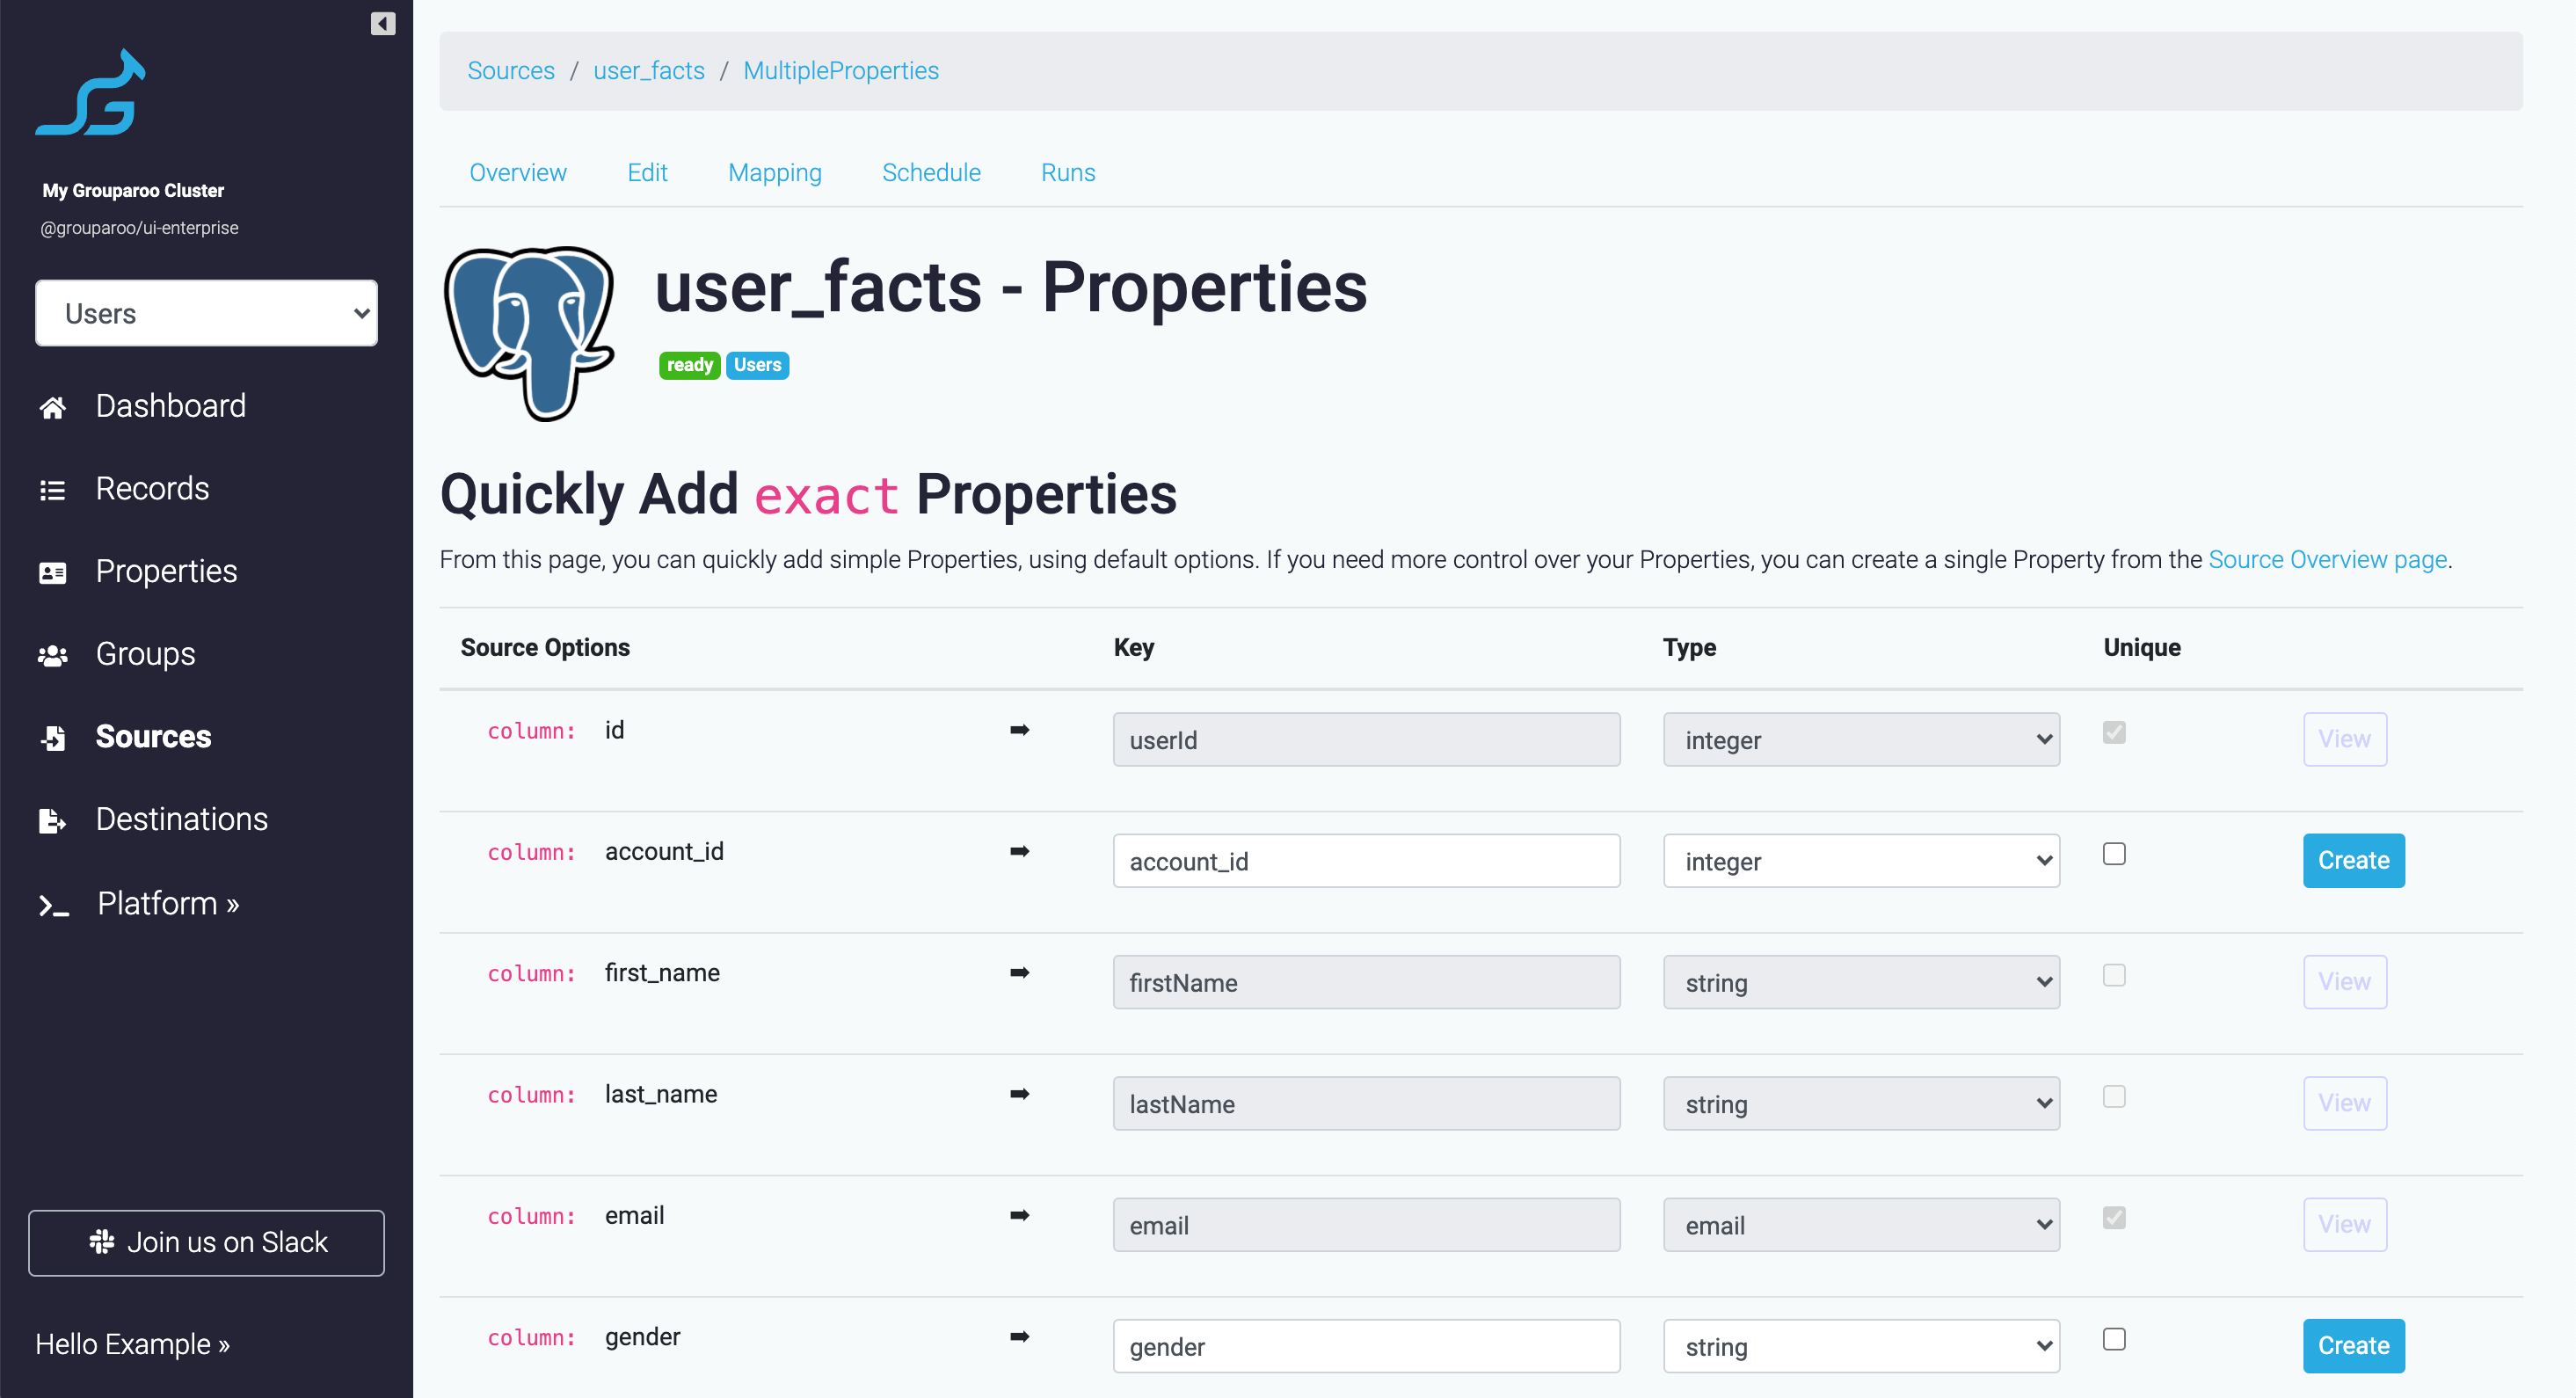 My Grouparoo Cluster
@grouparoo/ui-enterprise
Users
Dashboard
Records
Properties
Groups
Sources
Destinations
Platform »
Join us on Slack
Hello Example »
Sources / user_facts / MultipleProperties
Overview Edit Mapping Schedule Runs
user_facts - Properties
ready Users
Quickly Add exact Properties
From this page, you can quickly add simple Properties, using default options. If you need more control over your Properties, you can create a single Property from the Source Overview page.
Source Options Key Type Unique
column: id ➡ userId integer View
column: account_id ➡ account_id integer Create
column: first_name ➡ firstName string View
column: last_name ➡ lastName string View
column: email ➡ email email View
column: gender ➡ gender string Create